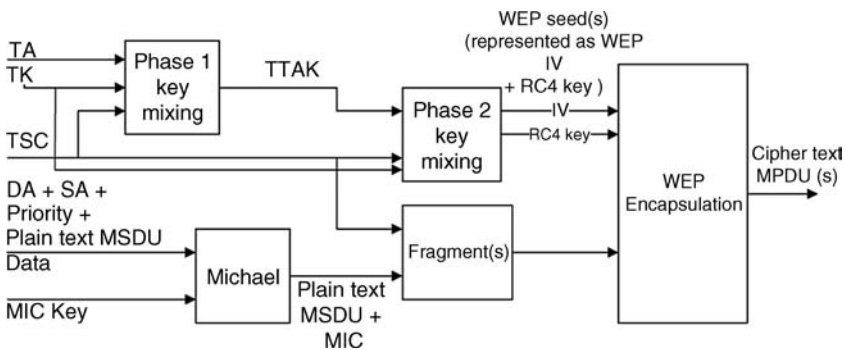 TA
TK
TSC
DA + SA +
Priority +
Plain text MSDU
Data
MIC Key
Phase 1
key
mixing
TTAK
Michael
Plain text
MSDU +
MIC
Phase 2
key
mixing
Fragment(s)
WEP seed(s)
(represented as WEP
IV
+ RC4 key )
IV
RC4 key
WEP
Encapsulation
Cipher text
MPDU (s)